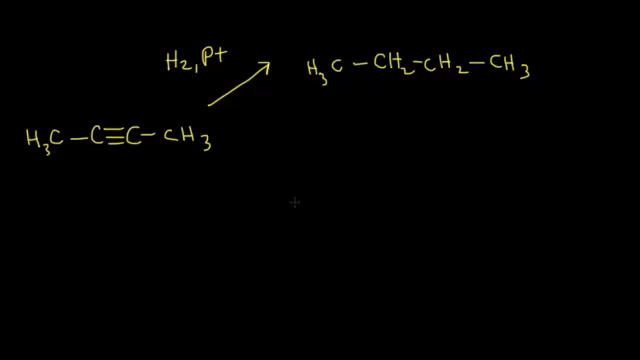 H2, Pt
H3C – CH2 – CH2 – CH3
H3C – C≡C – CH3